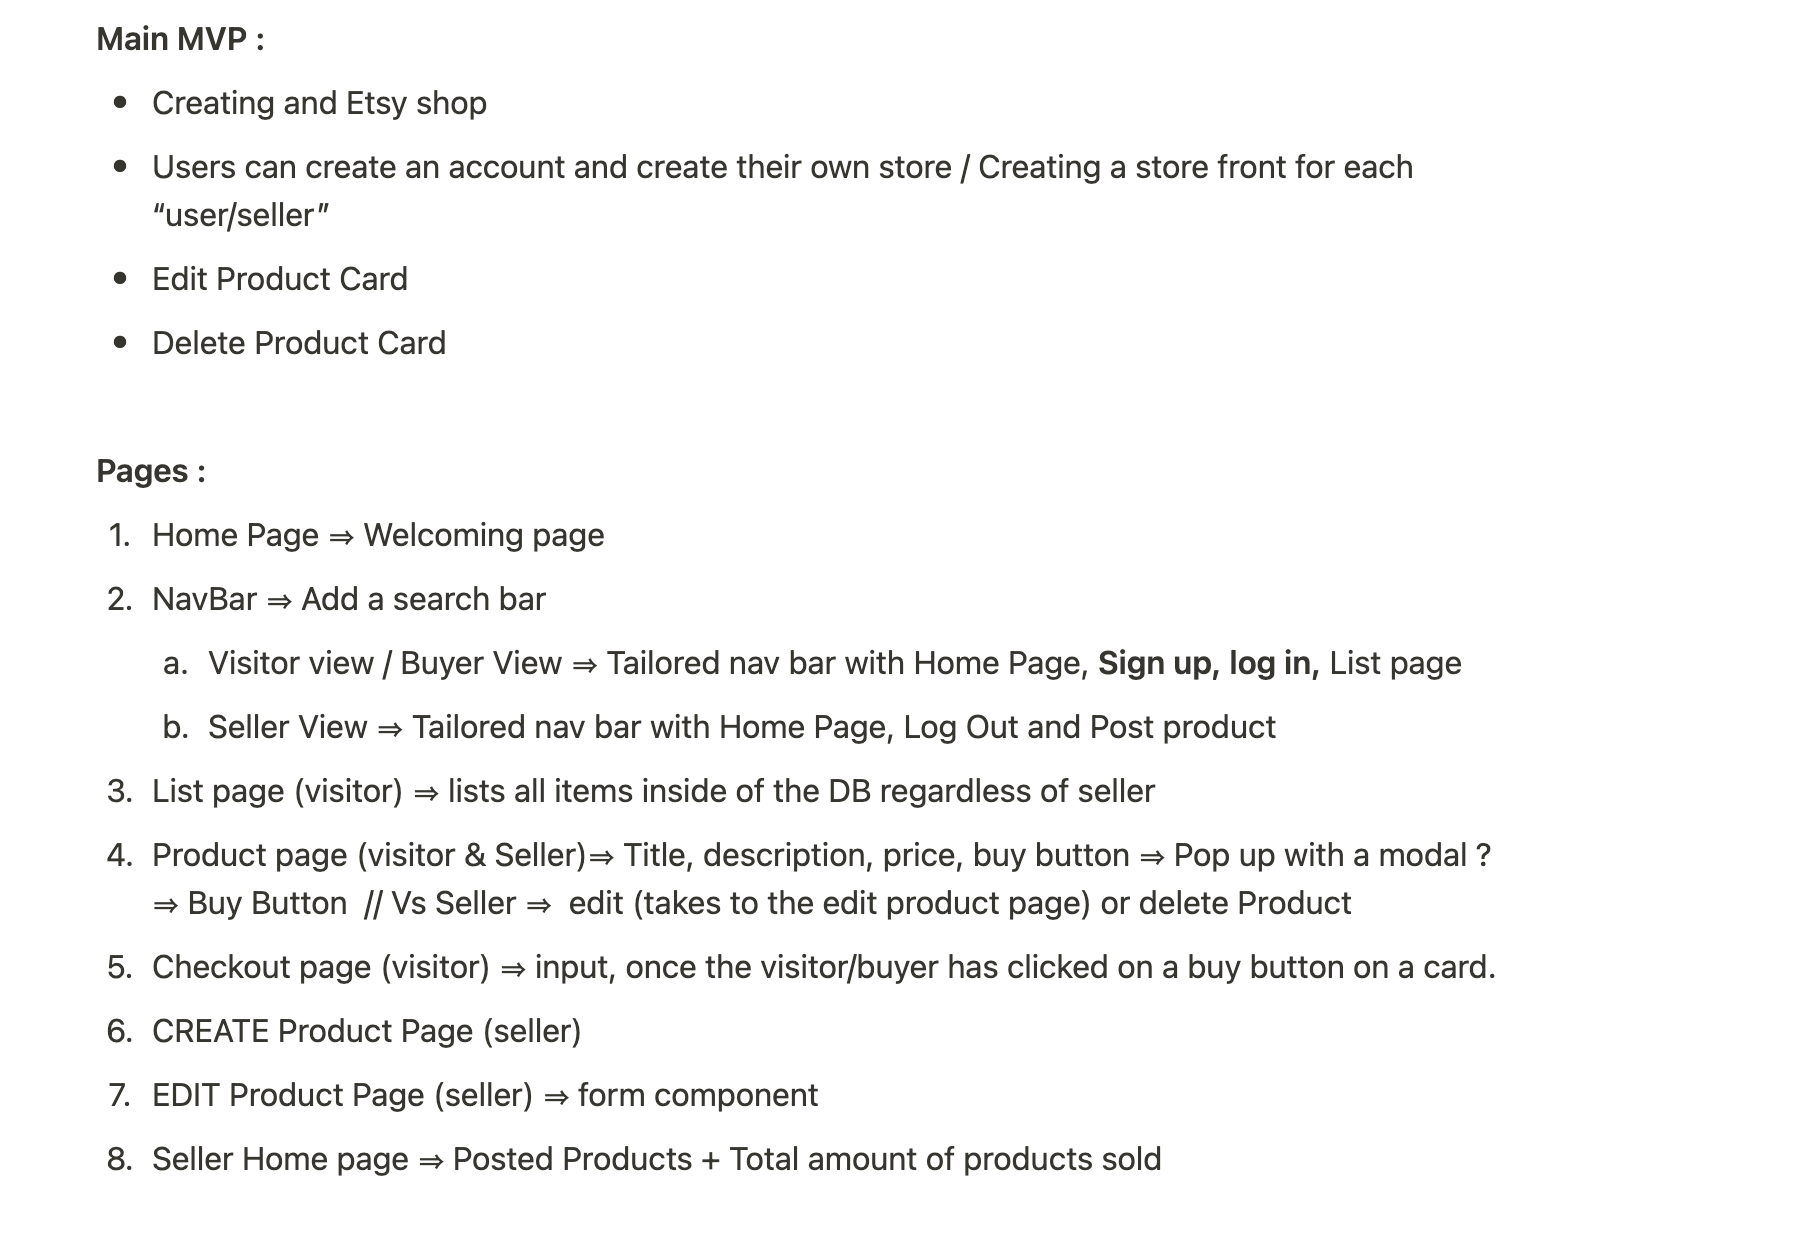 Main MVP :
• Creating and Etsy shop
• Users can create an account and create their own store / Creating a store front for each
“user/seller”
• Edit Product Card
• Delete Product Card
Pages :
1. Home Page ⇒ Welcoming page
2. NavBar ⇒ Add a search bar
a. Visitor view / Buyer View ⇒ Tailored nav bar with Home Page, Sign up, log in, List page
b. Seller View ⇒ Tailored nav bar with Home Page, Log Out and Post product
3. List page (visitor) ⇒ lists all items inside of the DB regardless of seller
4. Product page (visitor & Seller)⇒ Title, description, price, buy button ⇒ Pop up with a modal ?
⇒ Buy Button // Vs Seller ⇒ edit (takes to the edit product page) or delete Product
5. Checkout page (visitor) ⇒ input, once the visitor/buyer has clicked on a buy button on a card.
6. CREATE Product Page (seller)
7. EDIT Product Page (seller) ⇒ form component
8. Seller Home page ⇒ Posted Products + Total amount of products sold